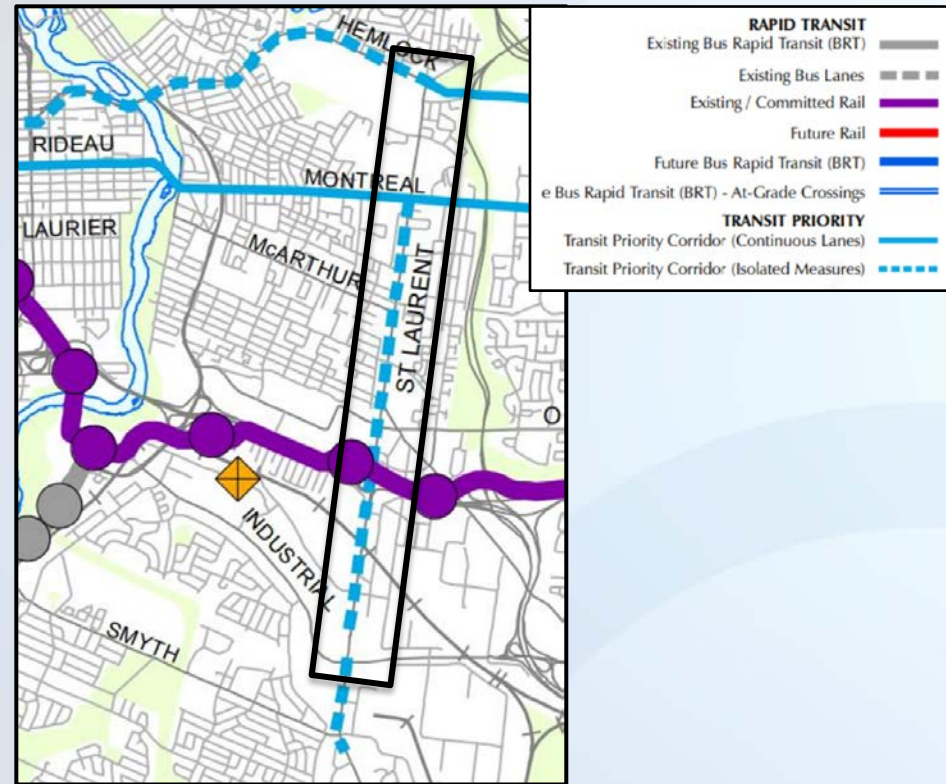 HEMLOCK
RIDEAU
MONTREAL
LAURIER
McARTHUR
ST LAURENT
O
INDUSTRIAL
SMYTH
RAPID TRANSIT
Existing Bus Rapid Transit (BRT)
Existing Bus Lanes
Existing / Committed Rail
Future Rail
Future Bus Rapid Transit (BRT)
e Bus Rapid Transit (BRT) - At-Grade Crossings
TRANSIT PRIORITY
Transit Priority Corridor (Continuous Lanes)
Transit Priority Corridor (Isolated Measures)